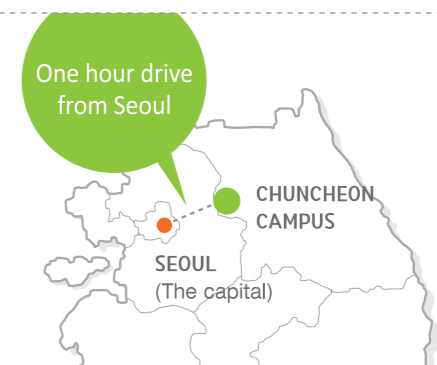 One hour drive
from Seoul
CHUNCHEON
CAMPUS
SEOUL
(The capital)